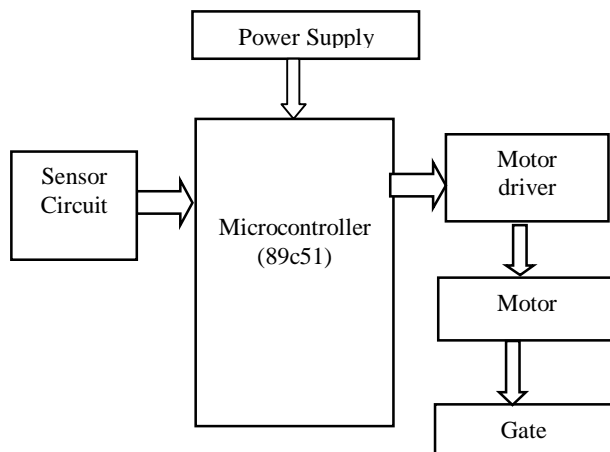 Power Supply
Sensor
Circuit
Microcontroller
(89c51)
Motor
driver
Motor
Gate